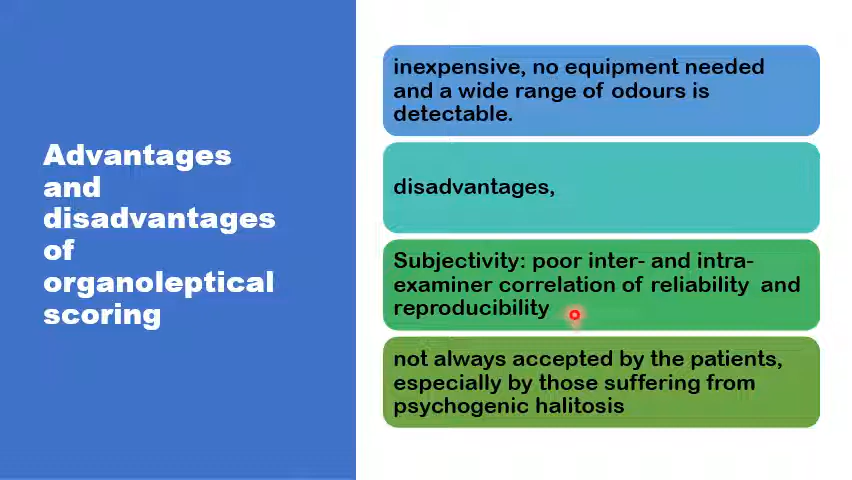 Advantages
and
disadvantages
of
organoleptical
scoring
inexpensive, no equipment needed
and a wide range of odours is
detectable.
disadvantages,
Subjectivity: poor inter- and intra-
examiner correlation of reliability  and
reproducibility
not always accepted by the patients,
especially by those suffering from
psychogenic halitosis